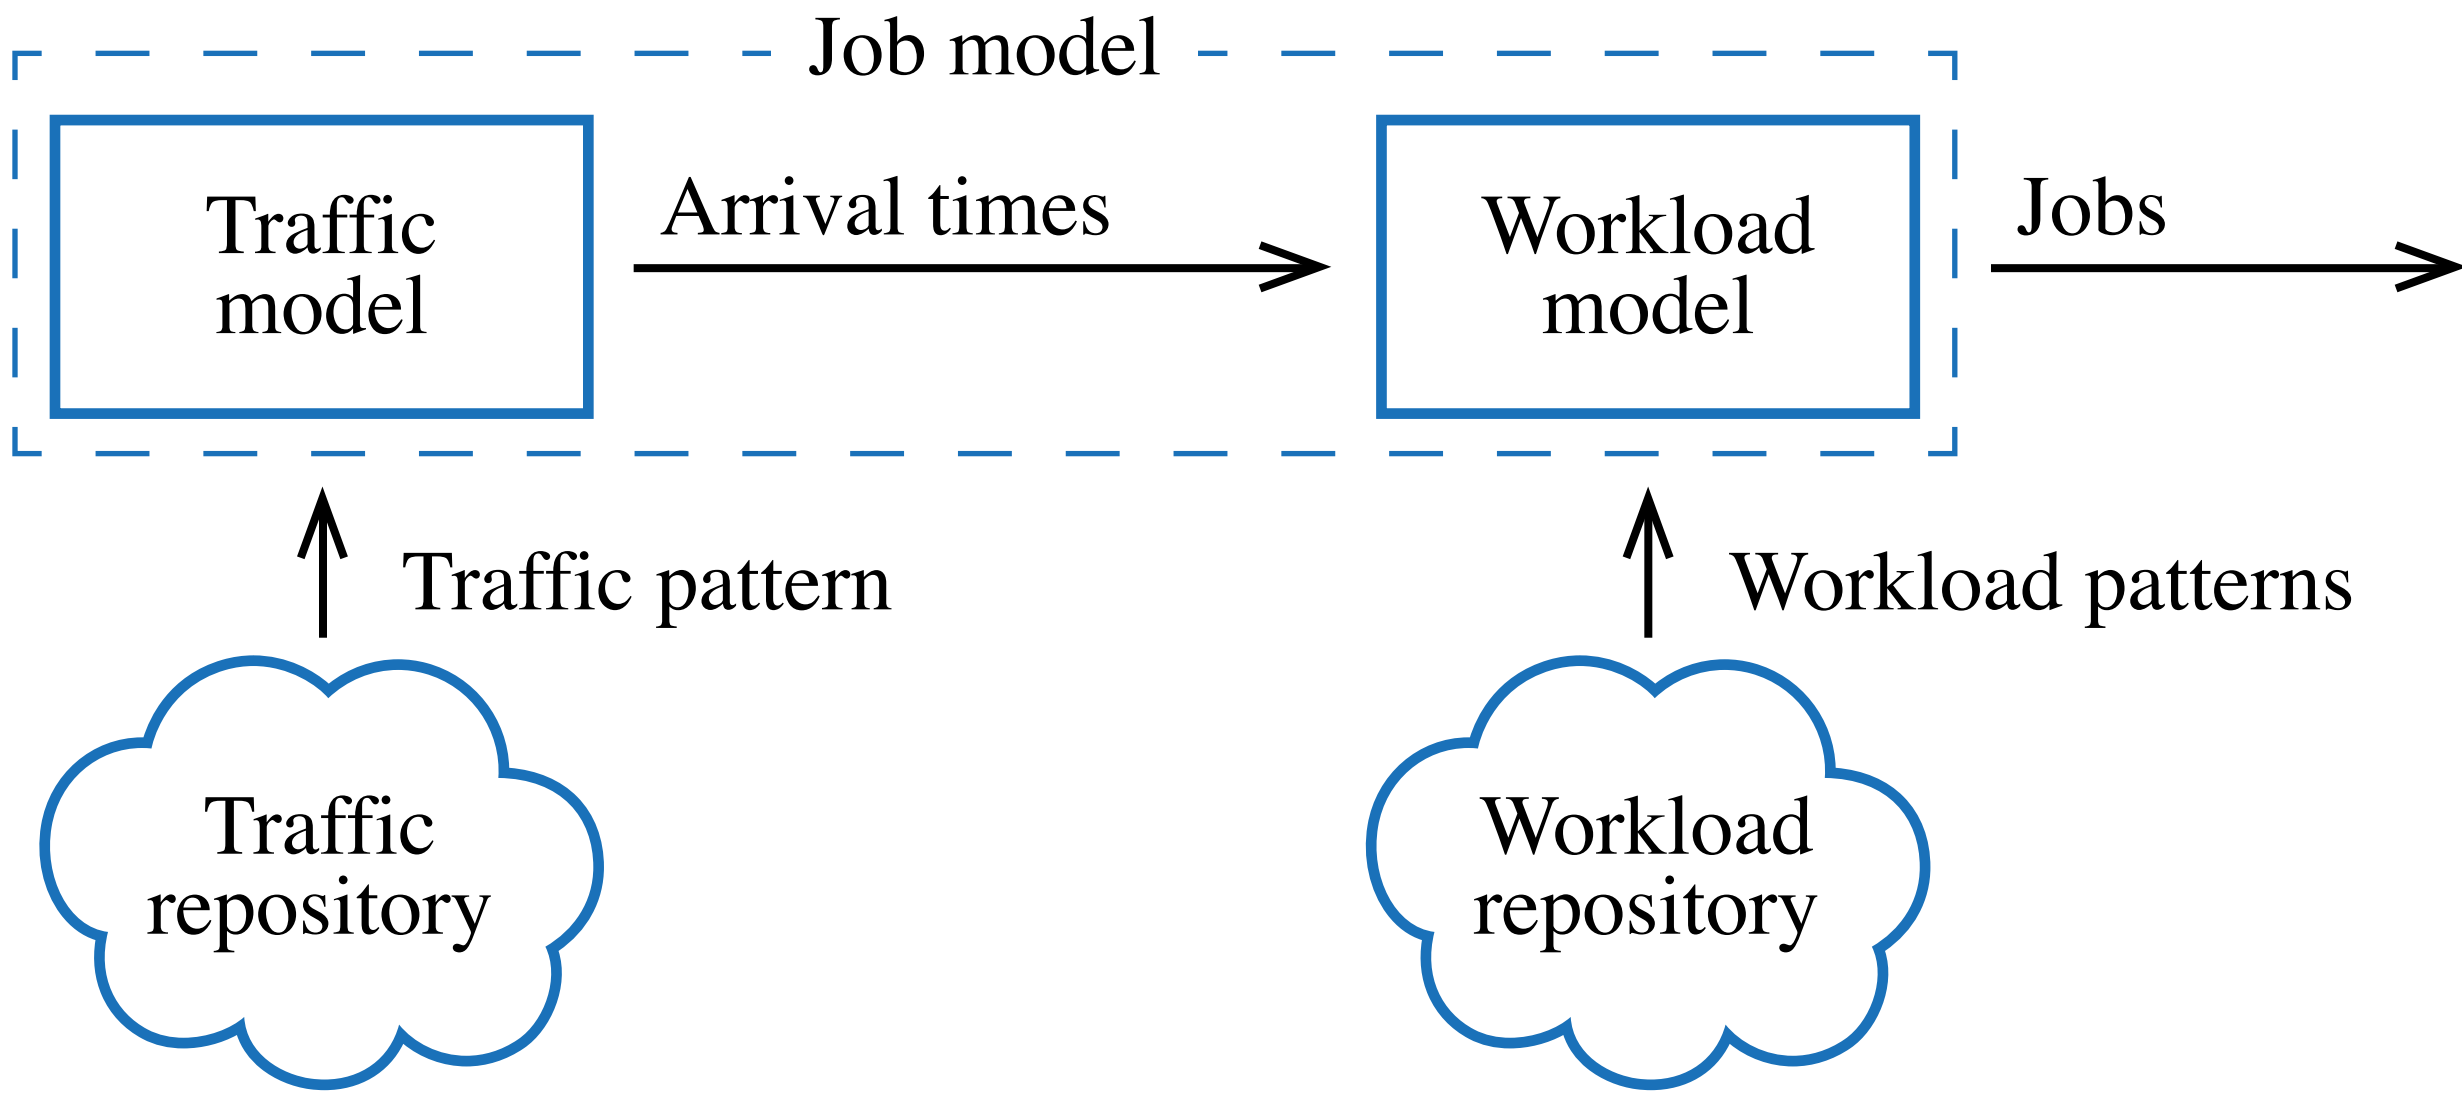 Job model
Traffic
model
Arrival times
Workload
model
Jobs
Traffic pattern
Workload patterns
Traffic
repository
Workload
repository